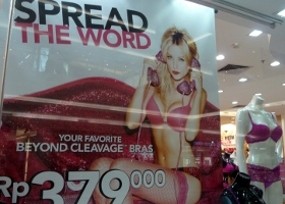 SPREAD
THE WORD
YOUR FAVORITE
BEYOND CLEAVAGE BRAS
Rp 379 000